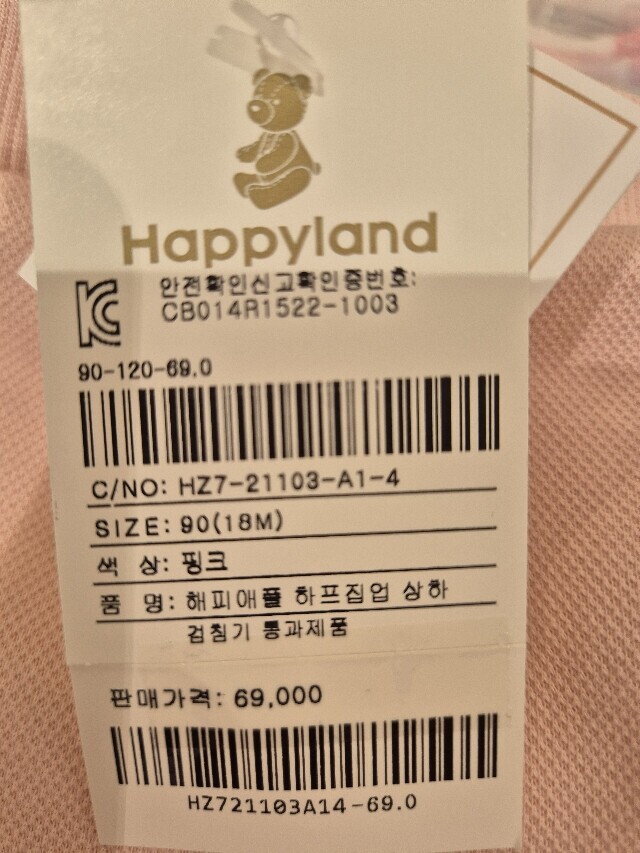 Happyland
안전확인신고확인증번호:
CB014R1522-1003
90-120-69.0
C/NO: HZ7-21103-A1-4
SIZE: 90(18M)
색 상: 핑크
품 명: 해피애플 하프집업 상하
검침기 통과제품
판매가격: 69,000
HZ721103A14-69.0